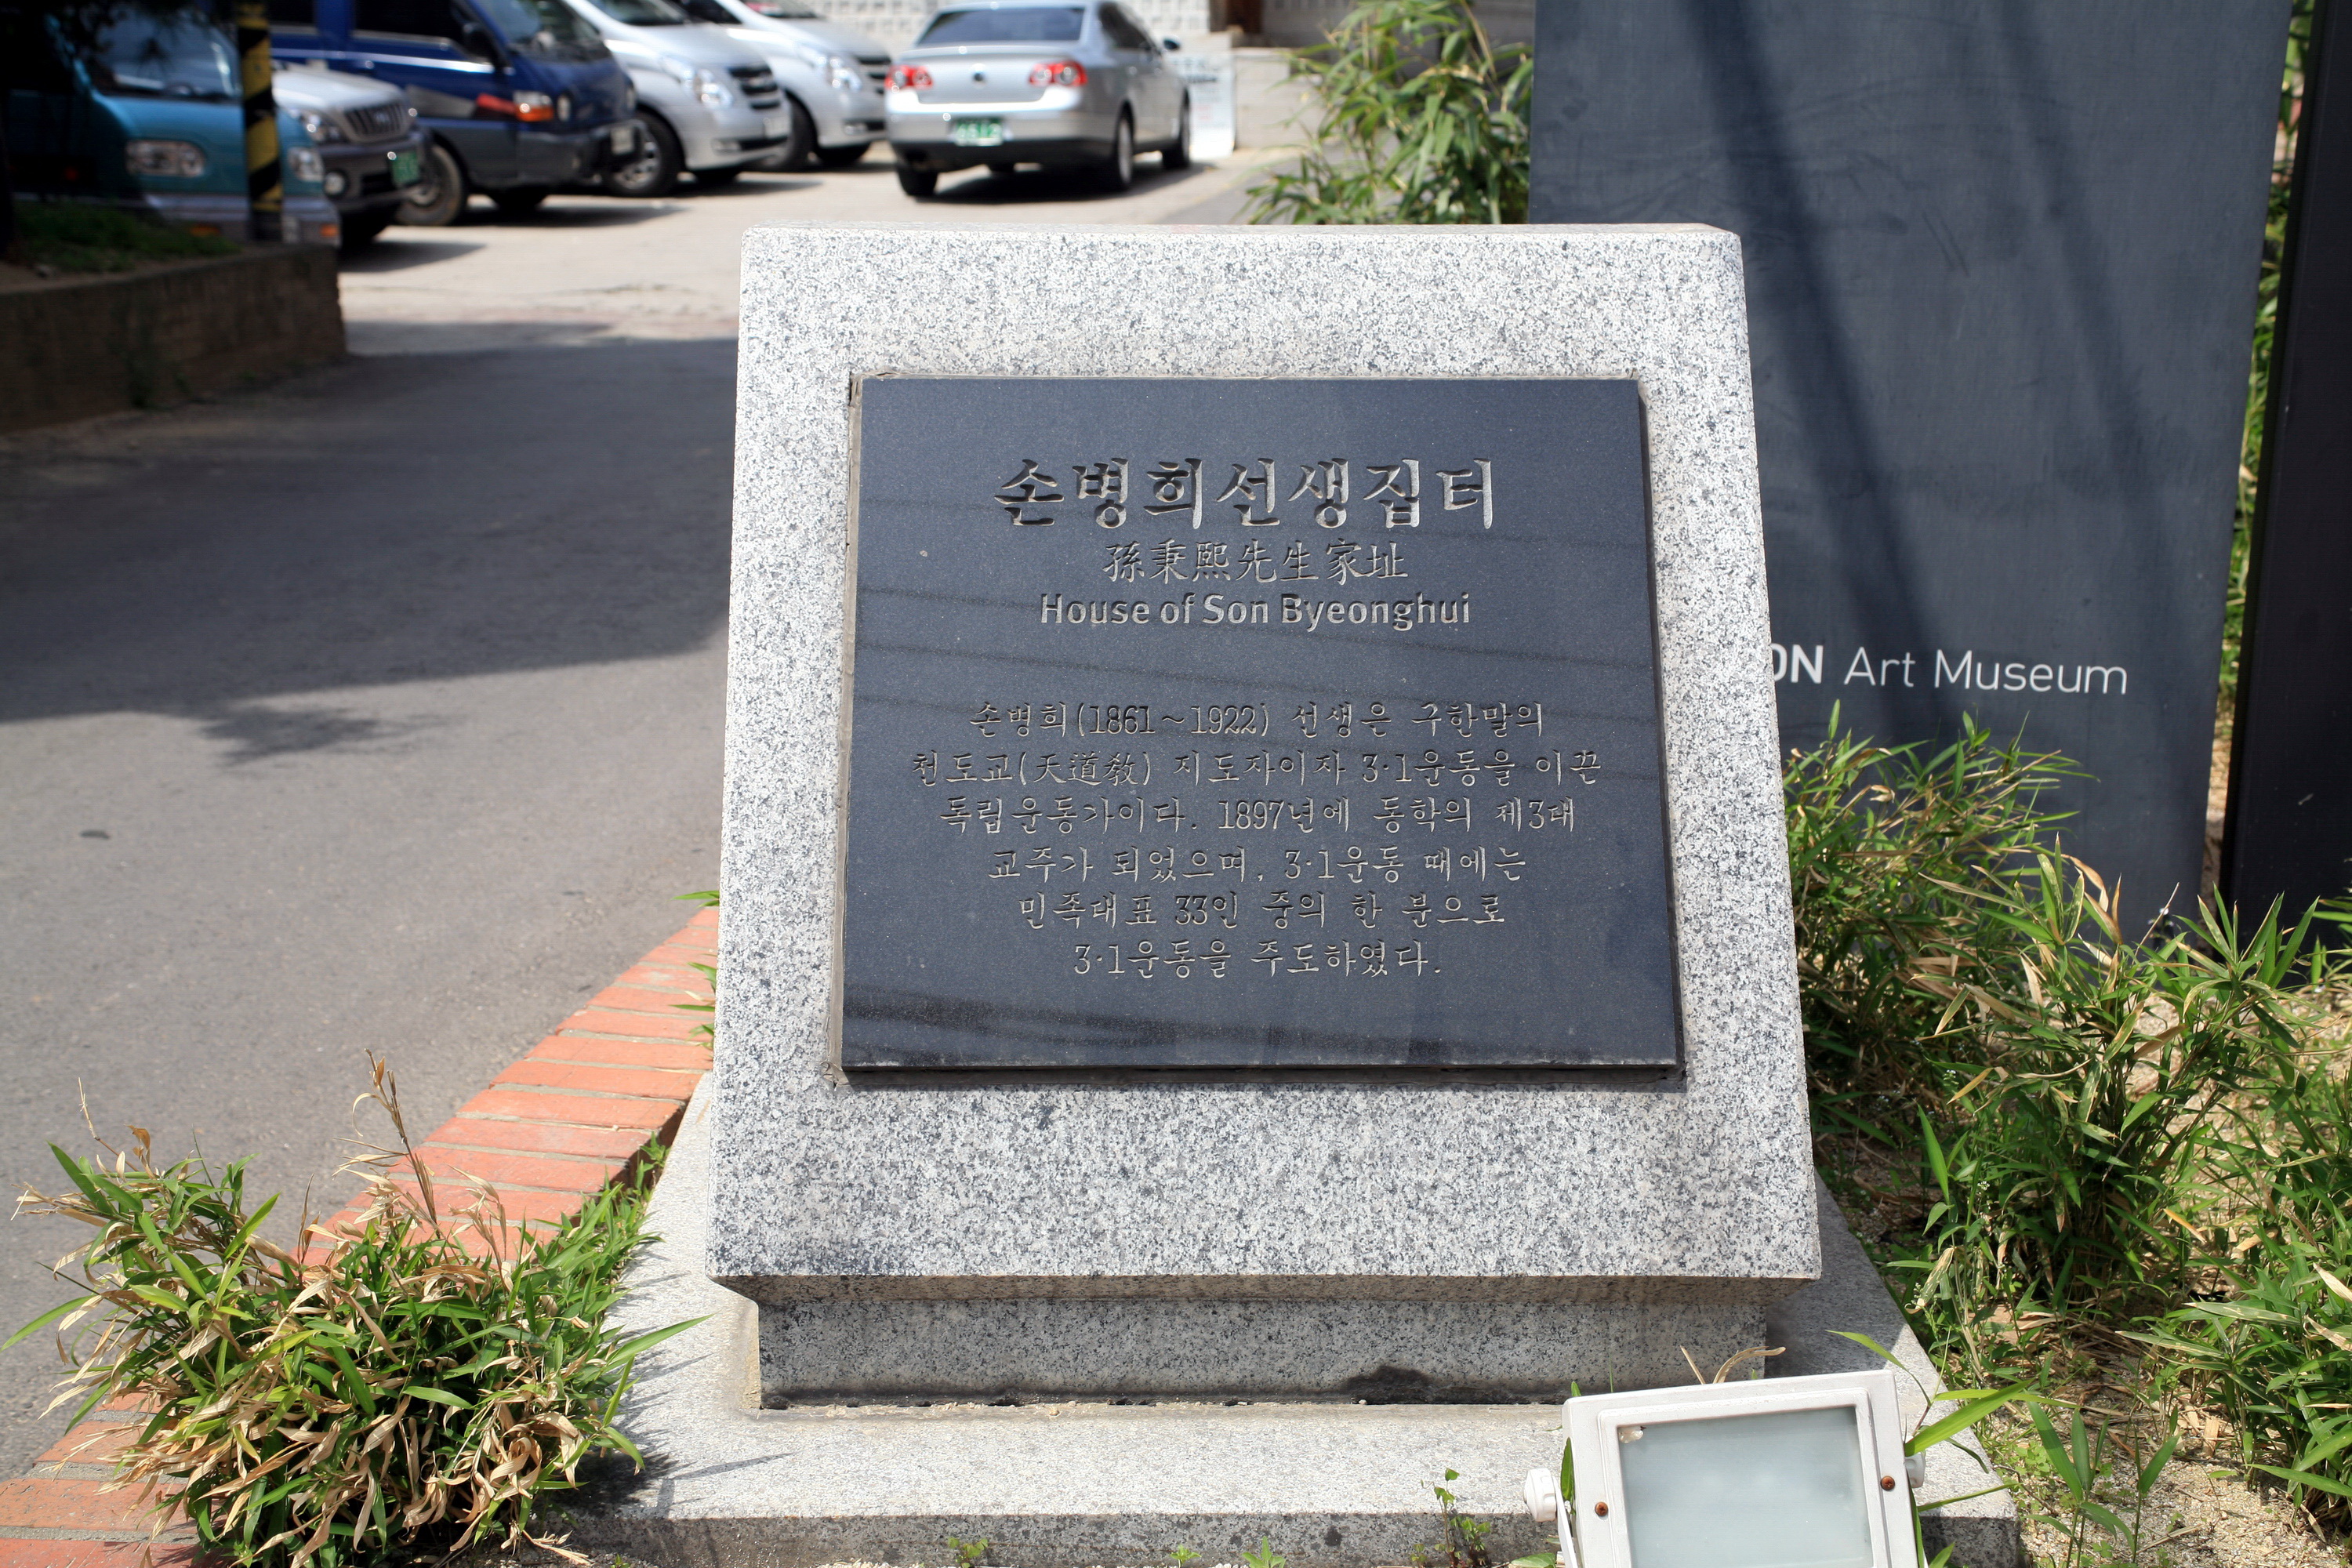 손병희선생집터
孫秉熙先生家址
House of Son Byeonghui
손병희(1861~1922) 선생은 구한말의
천도교(天道敎) 지도자이자 3·1운동을 이끈
독립운동가이다. 1897년에 동학의 제3대
교주가 되었으며, 3·1운동 때에는
민족대표 33인 중의 한 분으로
3·1운동을 주도하였다.
ON Art Museum